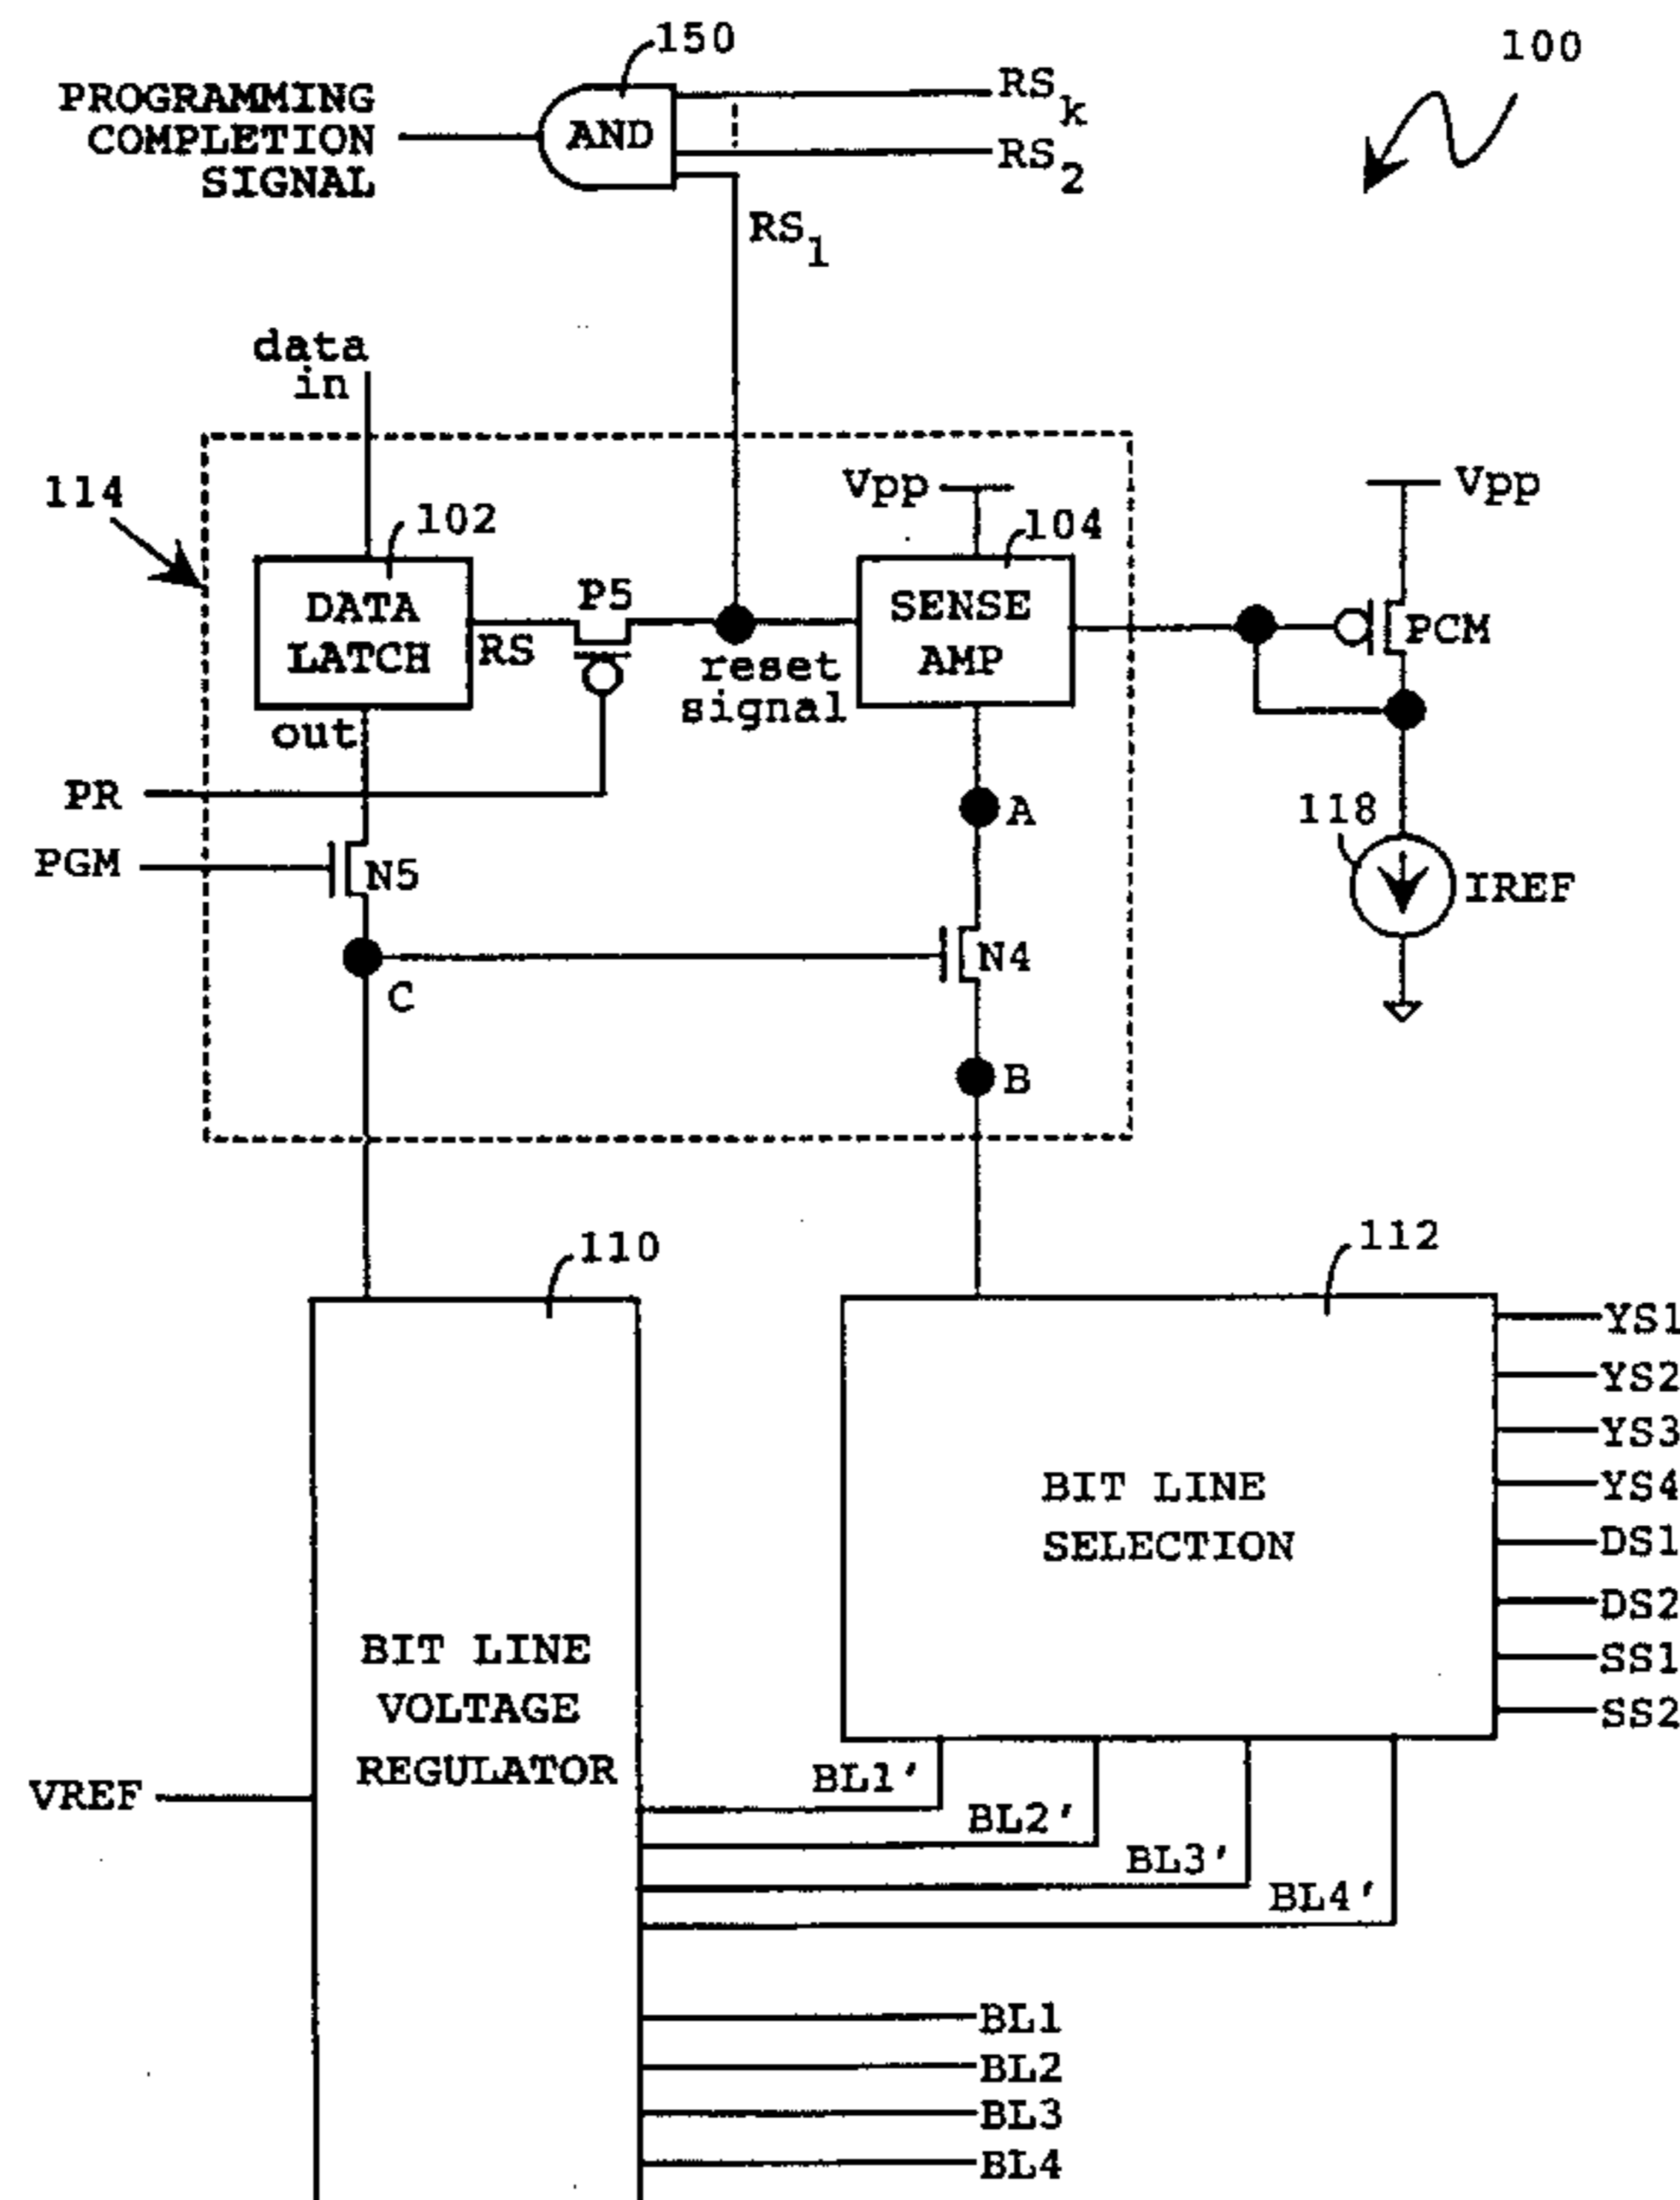 150
100
PROGRAMMING
COMPLETION
SIGNAL
AND
RSk
RS2
RS1
data
in
114
102
Vpp
104
Vpp
DATA
LATCH
RS
P5
reset
signal
SENSE
AMP
PCM
out
PR
A
118
PGM
N5
IREF
N4
C
B
110
112
YS1
YS2
YS3
YS4
DS1
DS2
SS1
SS2
BIT LINE
SELECTION
BIT LINE
VOLTAGE
REGULATOR
VREF
BL1'
BL2'
BL3'
BL4'
BL1
BL2
BL3
BL4